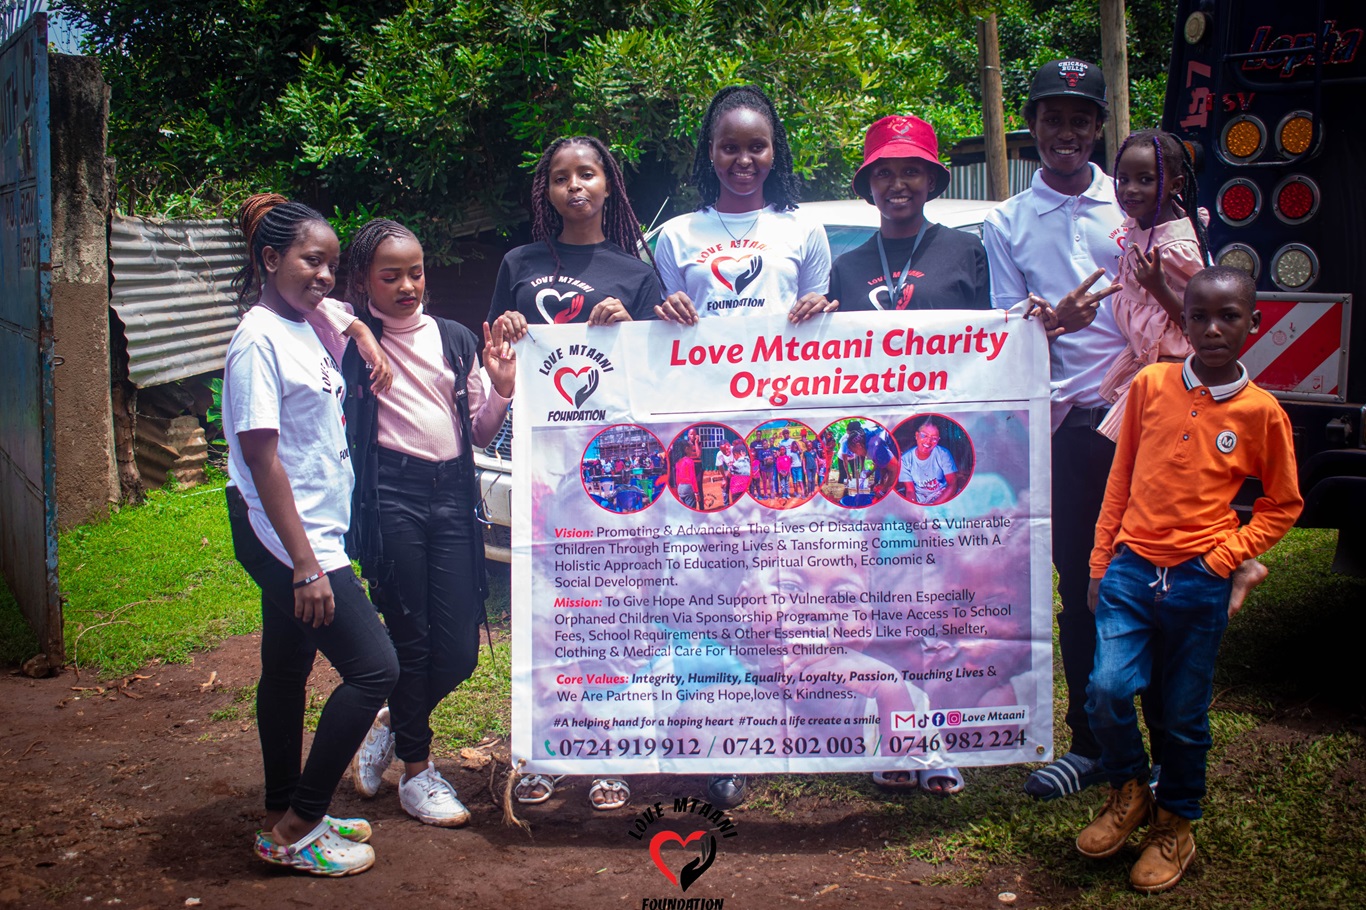 CHICAGO
BULLS
LOVE MTAANI
FOUNDATION
LOVE MTAANI
LOVE MTAANI
FOUNDATION
Love Mtaani Charity
Organization
Vision: Promoting & Advancing The Lives Of Disadavantaged & Vulnerable
Children Through Empowering Lives & Tansforming Communities With A
Holistic Approach To Education, Spiritual Growth, Economic &
Social Development.
Mission: To Give Hope And Support To Vulnerable Children Especially
Orphaned Children Via Sponsorship Programme To Have Access To School
Fees, School Requirements & Other Essential Needs Like Food, Shelter,
Clothing & Medical Care For Homeless Children.
Core Values: Integrity, Humility, Equality, Loyalty, Passion, Touching Lives &
We Are Partners In Giving Hope,love & Kindness.
#A helping hand for a hoping heart #Touch a life create a smile
Love Mtaani
0724 919 912 / 0742 802 003 / 0746 982 224
M
LOVE MTAANI
FOUNDATION